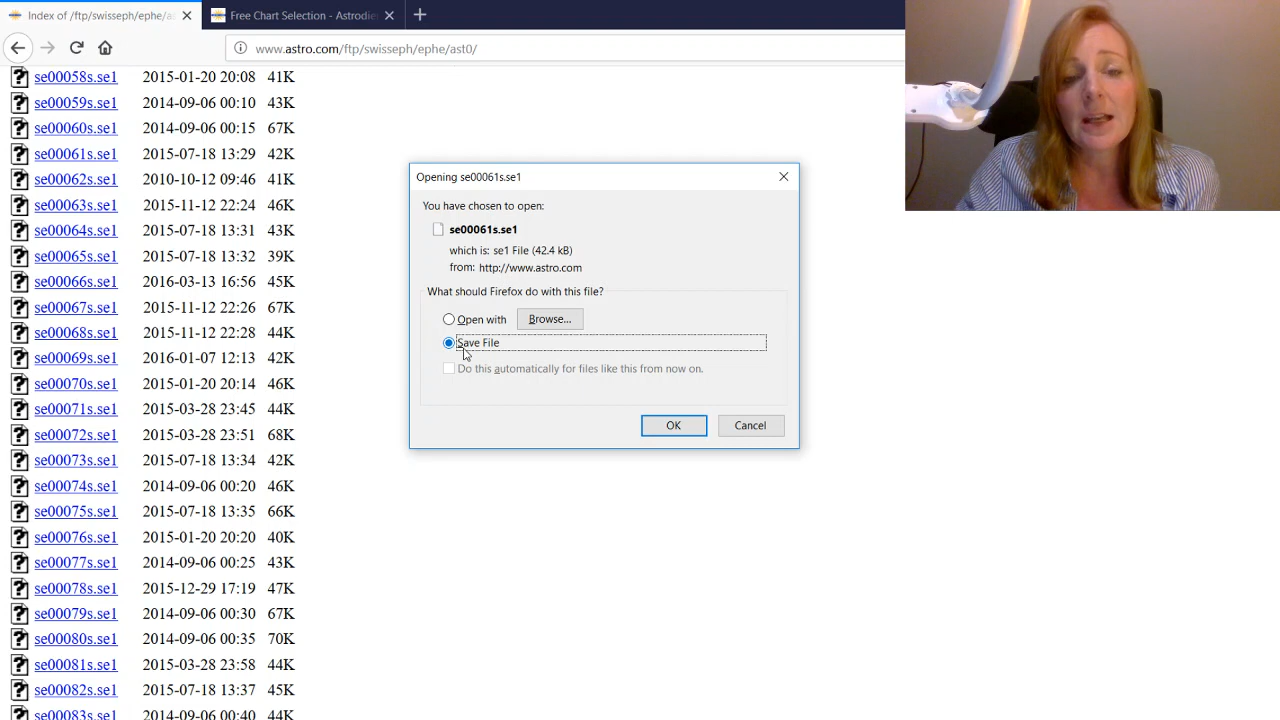 Index of /ftp/swisseph/ephe/as
Free Chart Selection - Astrodie
www.astro.com/ftp/swisseph/ephe/ast0/
se00058s.se1 2015-01-20 20:08 41K
se00059s.se1 2014-09-06 00:10 43K
se00060s.se1 2014-09-06 00:15 67K
se00061s.se1 2015-07-18 13:29 42K
se00062s.se1 2010-10-12 09:46 41K
se00063s.se1 2015-11-12 22:24 46K
se00064s.se1 2015-07-18 13:31 43K
se00065s.se1 2015-07-18 13:32 39K
se00066s.se1 2016-03-13 16:56 45K
se00067s.se1 2015-11-12 22:26 67K
se00068s.se1 2015-11-12 22:28 44K
se00069s.se1 2016-01-07 12:13 42K
se00070s.se1 2015-01-20 20:14 46K
se00071s.se1 2015-03-28 23:45 44K
se00072s.se1 2015-03-28 23:51 68K
se00073s.se1 2015-07-18 13:34 42K
se00074s.se1 2014-09-06 00:20 46K
se00075s.se1 2015-07-18 13:35 66K
se00076s.se1 2015-01-20 20:20 40K
se00077s.se1 2014-09-06 00:25 43K
se00078s.se1 2015-12-29 17:19 47K
se00079s.se1 2014-09-06 00:30 67K
se00080s.se1 2014-09-06 00:35 70K
se00081s.se1 2015-03-28 23:58 44K
se00082s.se1 2015-07-18 13:37 45K
se00083s.se1 2014-09-06 00:40 44K
Opening se00061s.se1
You have chosen to open:
se00061s.se1
which is: se1 File (42.4 kB)
from: http://www.astro.com
What should Firefox do with this file?
Open with Browse...
Save File
Do this automatically for files like this from now on.
OK Cancel